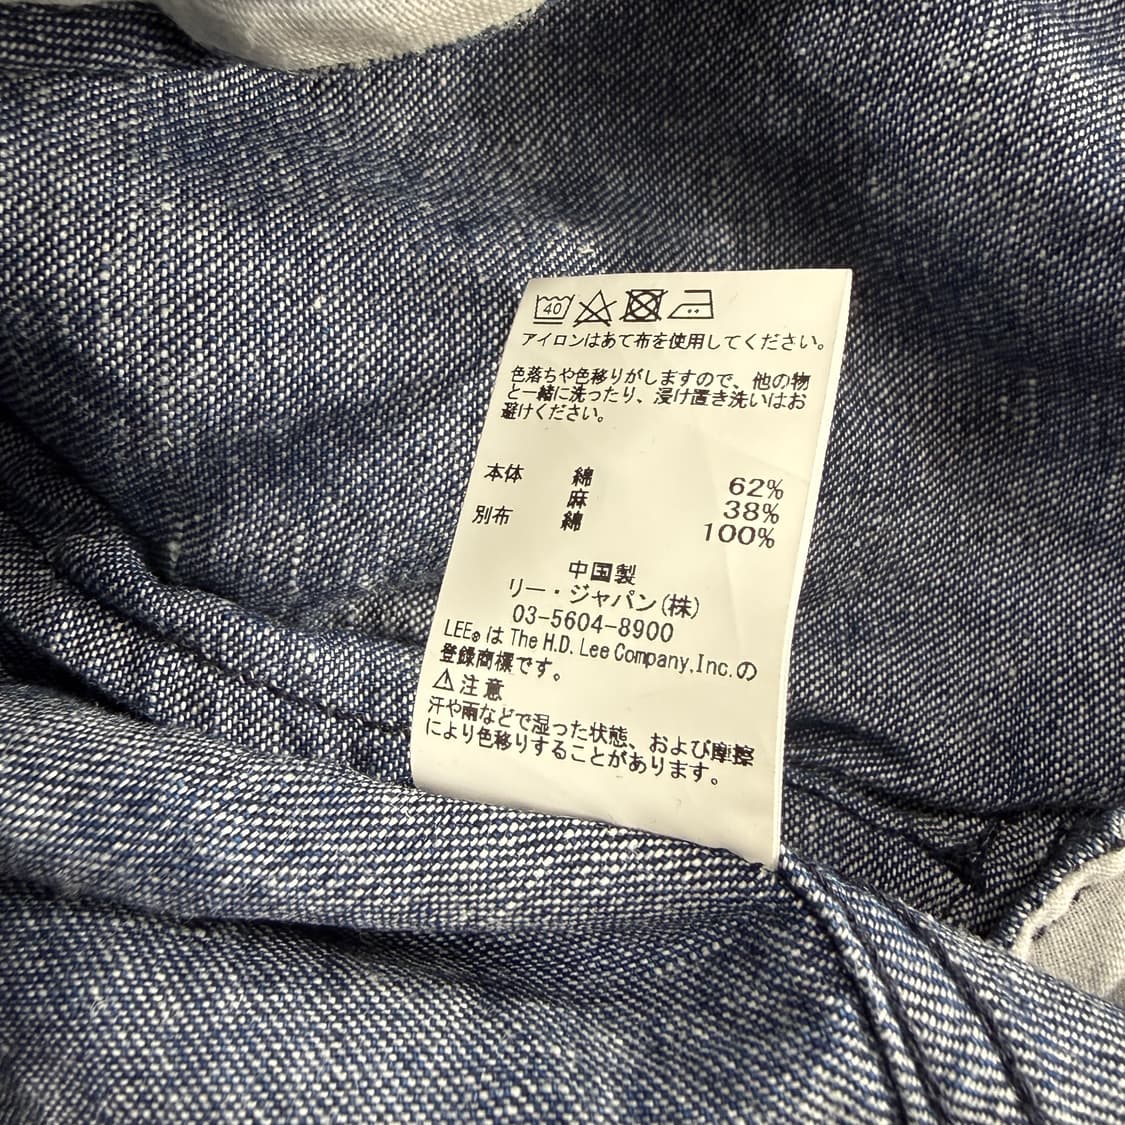 40
アイロンはあて布を使用してください。
色落ちや色移りがしますので、他の物
と一緒に洗ったり、浸け置き洗いはお
避けください。
本体 綿 62%
麻 38%
別布 綿 100%
中国製
リー・ジャパン(株)
03-5604-8900
LEE®は The H.D. Lee Company,Inc.の
登録商標です。
⚠注意
汗や雨などで湿った状態、および摩擦
により色移りすることがあります。